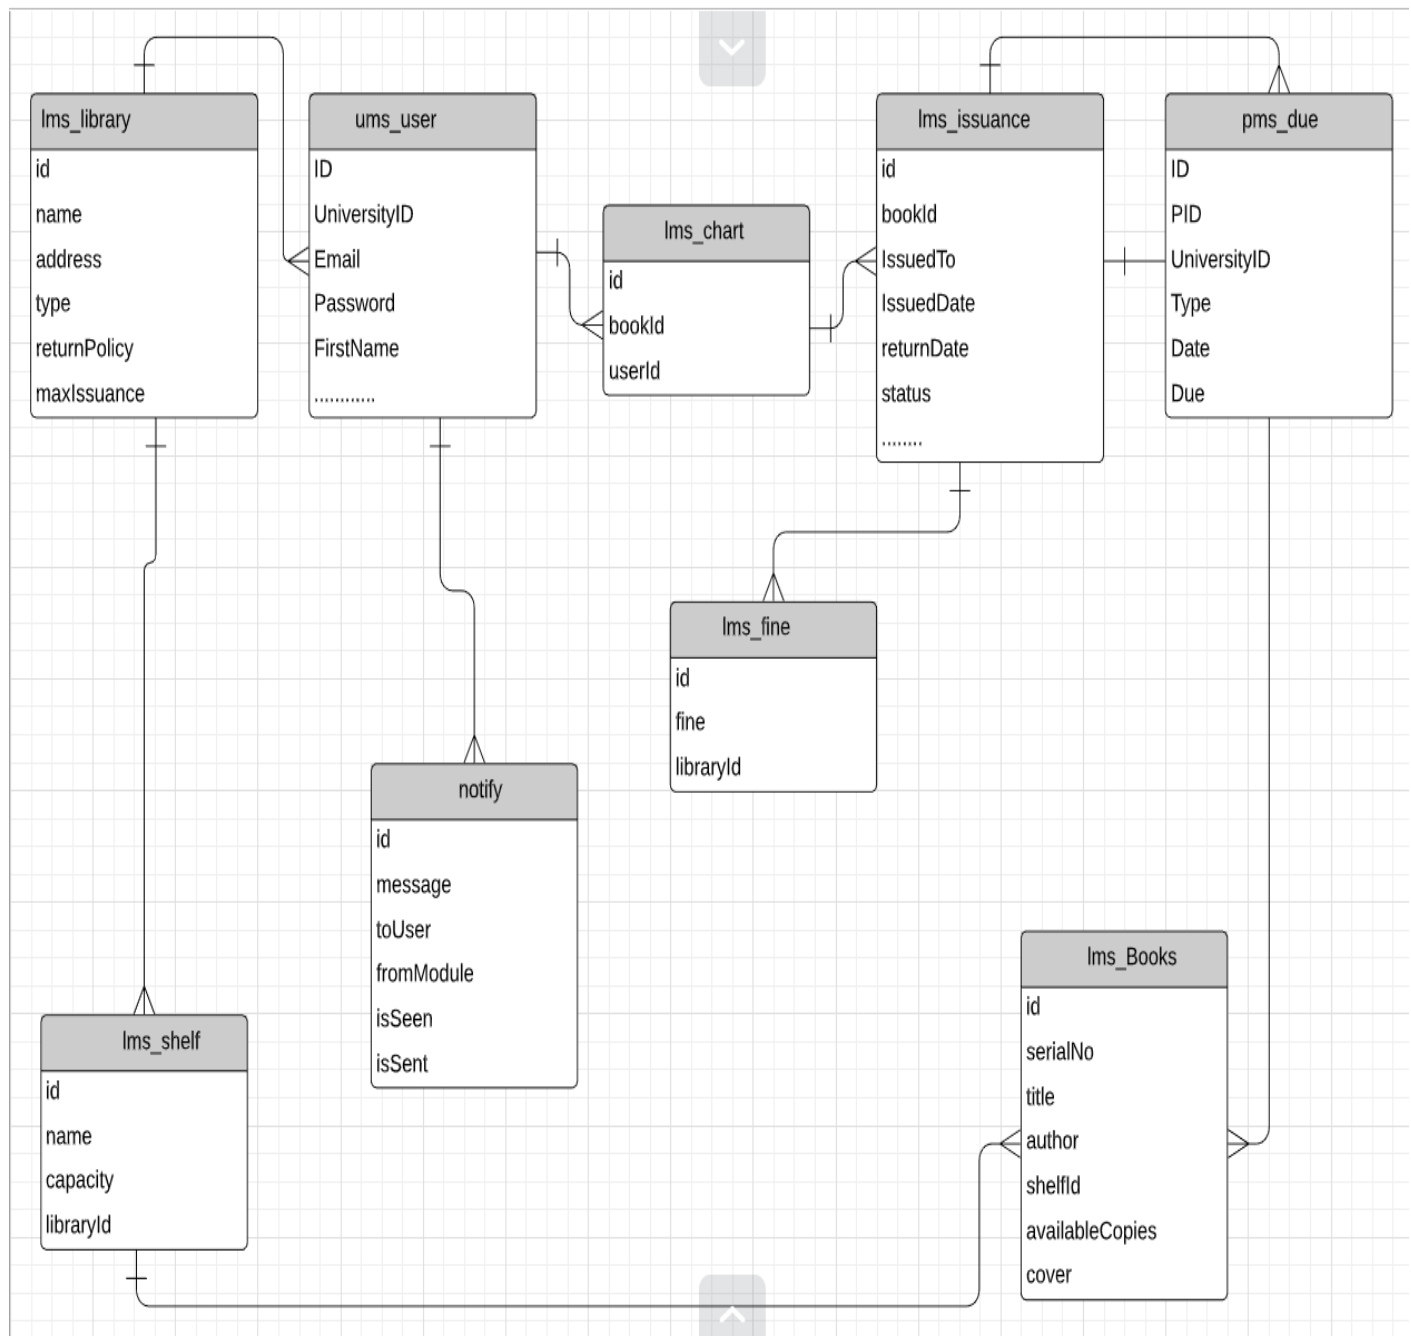 lms_library
id
name
address
type
returnPolicy
maxIssuance
ums_user
ID
UniversityID
Email
Password
FirstName
............
lms_chart
id
bookId
userId
lms_issuance
id
bookId
IssuedTo
IssuedDate
returnDate
status
........
pms_due
ID
PID
UniversityID
Type
Date
Due
lms_fine
id
fine
libraryId
notify
id
message
toUser
fromModule
isSeen
isSent
lms_Books
id
serialNo
title
author
shelfId
availableCopies
cover
lms_shelf
id
name
capacity
libraryId